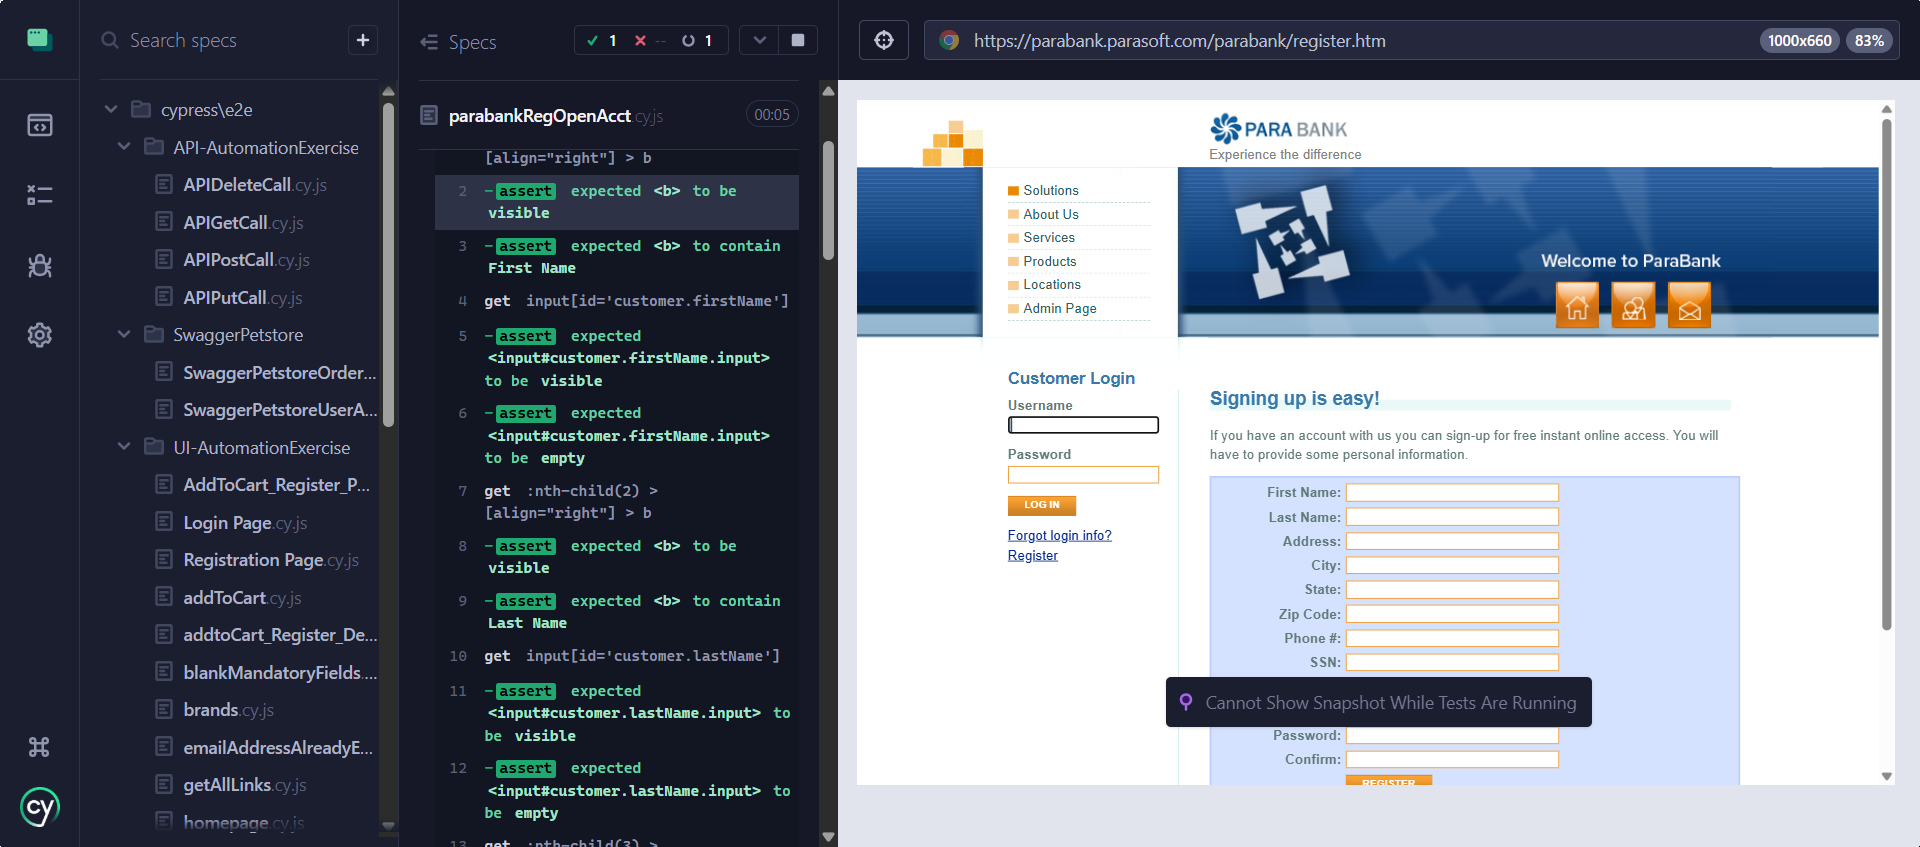 Search specs
+
cypress\e2e
API-AutomationExercise
APIDeleteCall.cy.js
APIGetCall.cy.js
APIPostCall.cy.js
APIPutCall.cy.js
SwaggerPetstore
SwaggerPetstoreOrder...
SwaggerPetstoreUserA...
UI-AutomationExercise
AddToCart_Register_P...
Login Page.cy.js
Registration Page.cy.js
addToCart.cy.js
addtoCart_Register_De...
blankMandatoryFields....
brands.cy.js
emailAddressAlreadyE...
getAllLinks.cy.js
homepage.cy.js
cy
Specs
1 -- 1
parabankRegOpenAcct.cy.js
00:05
[align="right"] > b
2 -assert expected <b> to be
visible
3 -assert expected <b> to contain
First Name
4 get input[id='customer.firstName']
5 -assert expected
<input#customer.firstName.input>
to be visible
6 -assert expected
<input#customer.firstName.input>
to be empty
7 get :nth-child(2) >
[align="right"] > b
8 -assert expected <b> to be
visible
9 -assert expected <b> to contain
Last Name
10 get input[id='customer.lastName']
11 -assert expected
<input#customer.lastName.input> to
be visible
12 -assert expected
<input#customer.lastName.input> to
be empty
13 get :nth-child(3) >
https://parabank.parasoft.com/parabank/register.htm
1000x660
83%
PARA BANK
Experience the difference
Solutions
About Us
Services
Products
Locations
Admin Page
Welcome to ParaBank
Customer Login
Username
Password
LOG IN
Forgot login info?
Register
Signing up is easy!
If you have an account with us you can sign-up for free instant online access. You will
have to provide some personal information.
First Name:
Last Name:
Address:
City:
State:
Zip Code:
Phone #:
SSN:
Cannot Show Snapshot While Tests Are Running
Password:
Confirm:
REGISTER